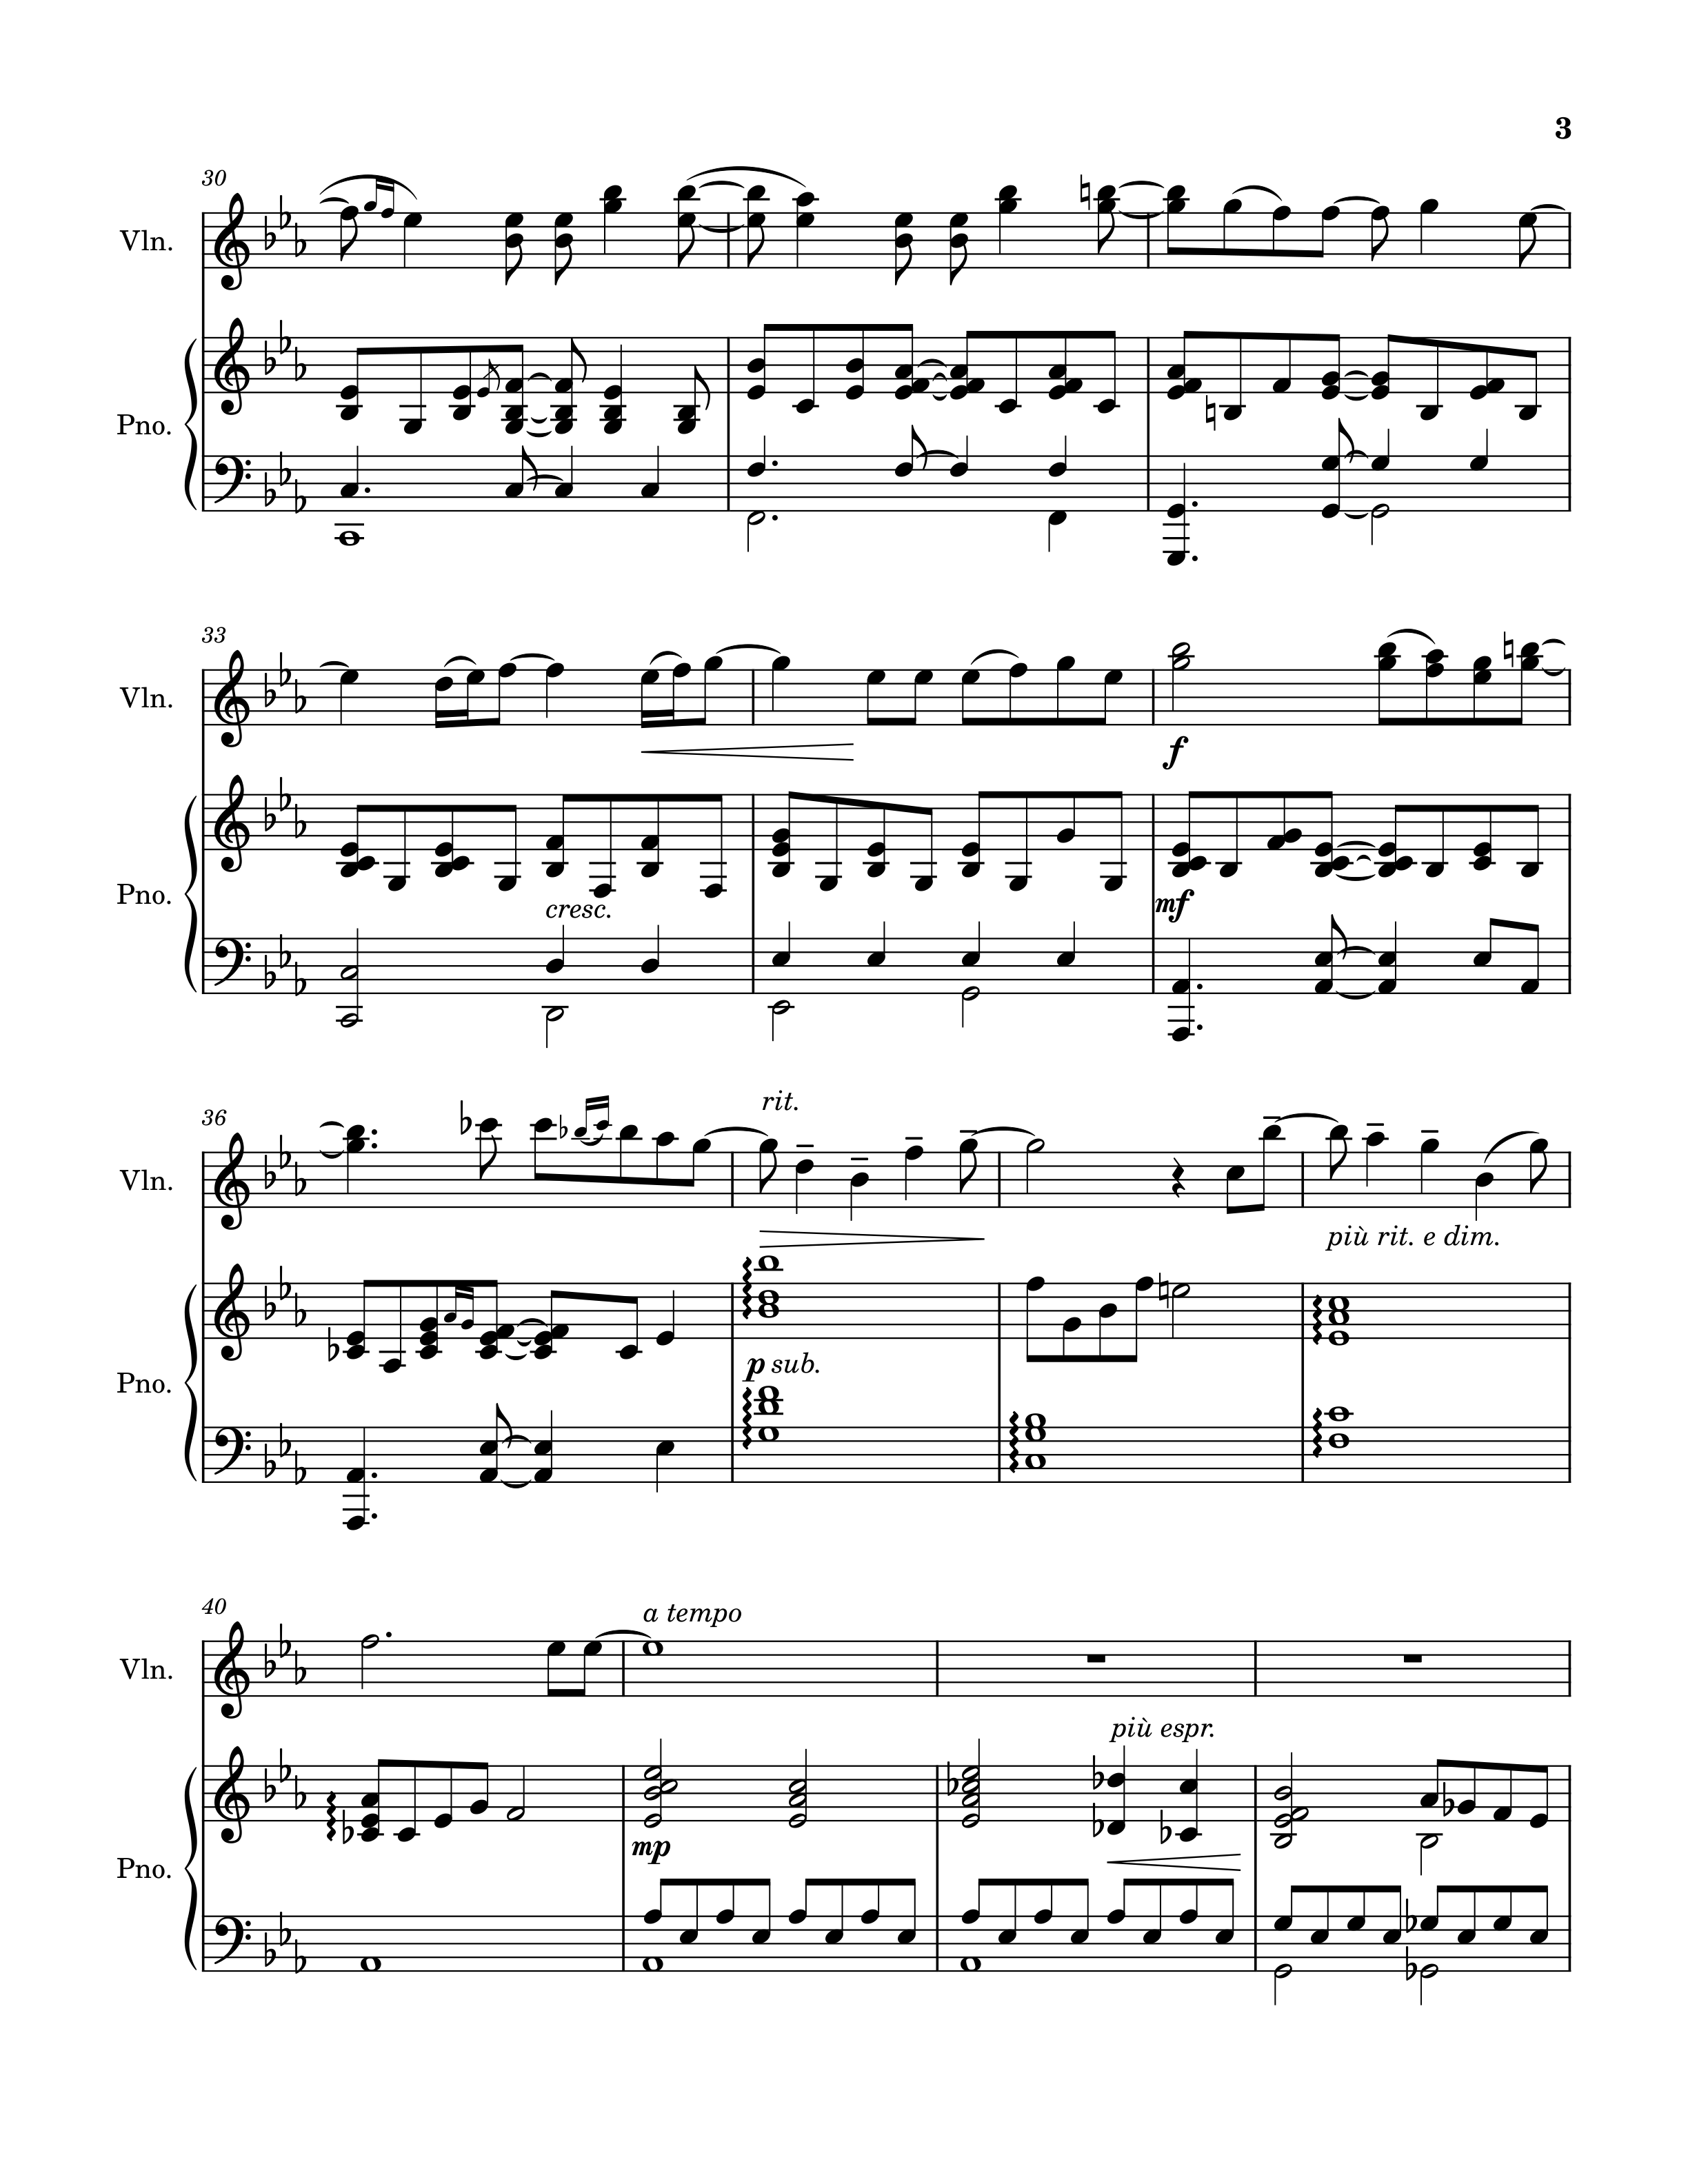 3
30
Vln.
Pno.
33
Vln.
f
Pno.
cresc.
mf
36
rit.
Vln.
più rit. e dim.
p sub.
Pno.
40
a tempo
Vln.
più espr.
mp
Pno.